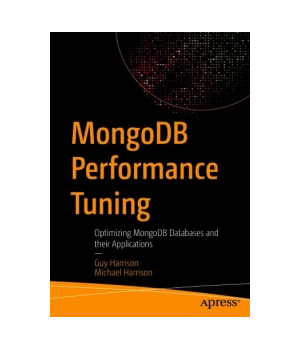 MongoDB
Performance
Tuning
Optimizing MongoDB Databases and
their Applications
—
Guy Harrison
Michael Harrison
Apress®